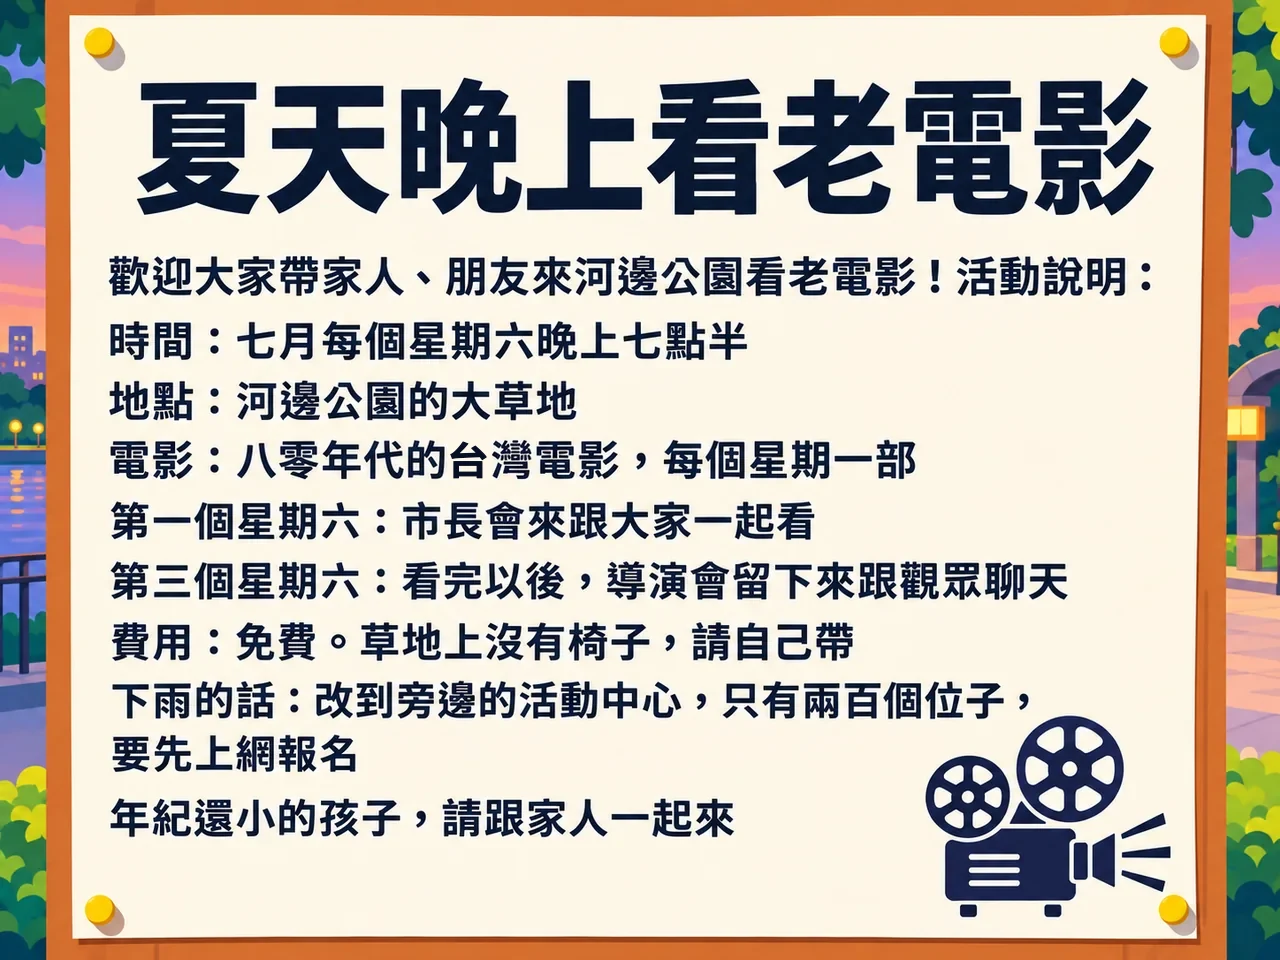 夏天晚上看老電影
歡迎大家帶家人、朋友來河邊公園看老電影！活動說明：
時間：七月每個星期六晚上七點半
地點：河邊公園的大草地
電影：八零年代的台灣電影，每個星期一部
第一個星期六：市長會來跟大家一起看
第三個星期六：看完以後，導演會留下來跟觀眾聊天
費用：免費。草地上沒有椅子，請自己帶
下雨的話：改到旁邊的活動中心，只有兩百個位子，
要先上網報名
年紀還小的孩子，請跟家人一起來